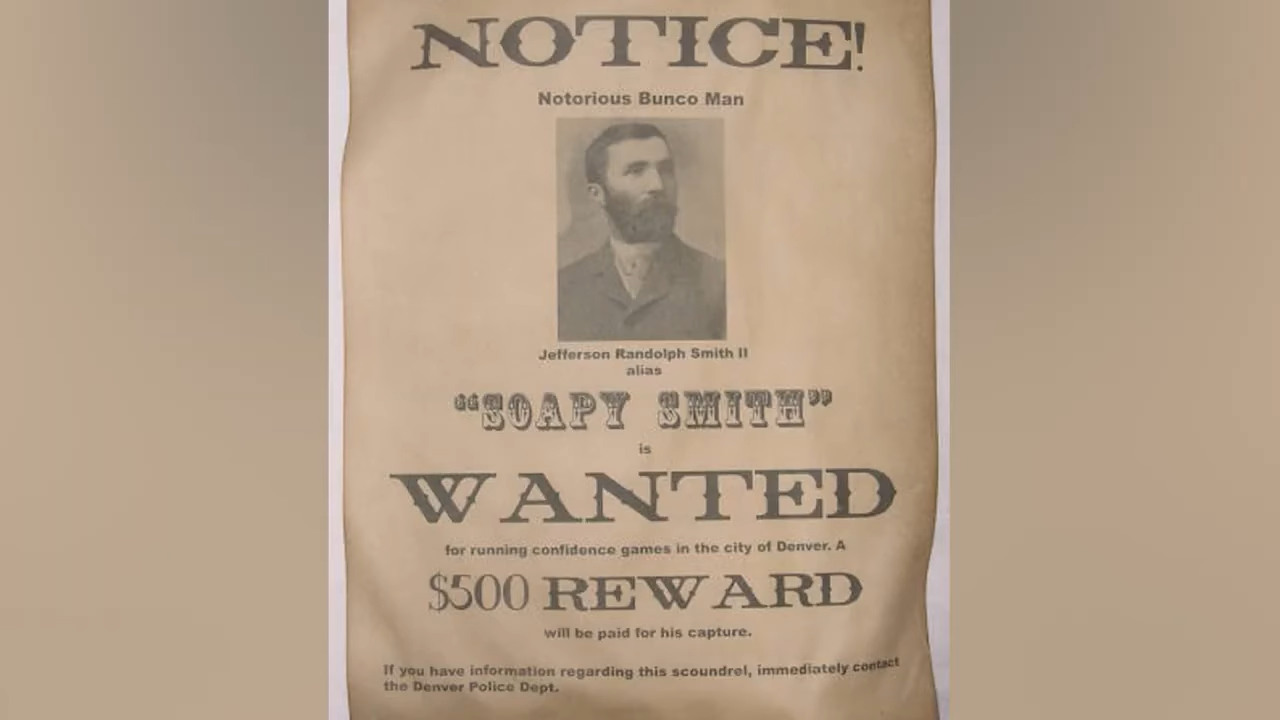 NOTICE!
Notorious Bunco Man
Jefferson Randolph Smith II
alias
“SOAPY SMITH”
is
WANTED
for running confidence games in the city of Denver. A
$500 REWARD
will be paid for his capture.
If you have information regarding this scoundrel, immediately contact
the Denver Police Dept.